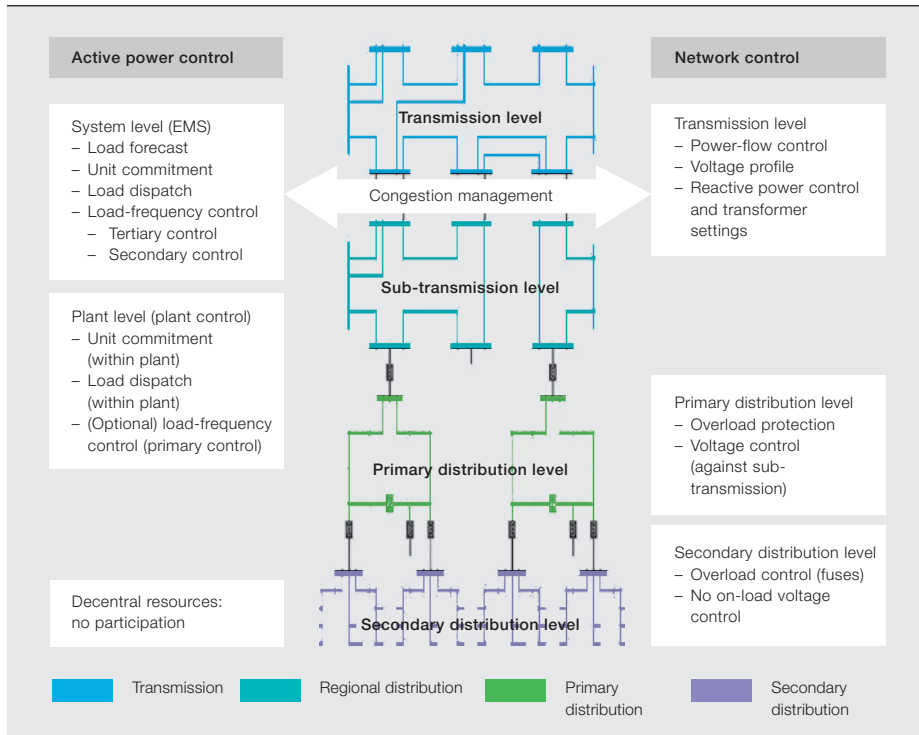 Active power control
System level (EMS)
– Load forecast
– Unit commitment
– Load dispatch
– Load-frequency control
– Tertiary control
– Secondary control
Plant level (plant control)
– Unit commitment
(within plant)
– Load dispatch
(within plant)
– (Optional) load-frequency
control (primary control)
Decentral resources:
no participation
Transmission level
Congestion management
Sub-transmission level
Primary distribution level
Secondary distribution level
Network control
Transmission level
– Power-flow control
– Voltage profile
– Reactive power control
and transformer
settings
Primary distribution level
– Overload protection
– Voltage control
(against sub-
transmission)
Secondary distribution level
– Overload control (fuses)
– No on-load voltage
control
Transmission
Regional distribution
Primary
distribution
Secondary
distribution